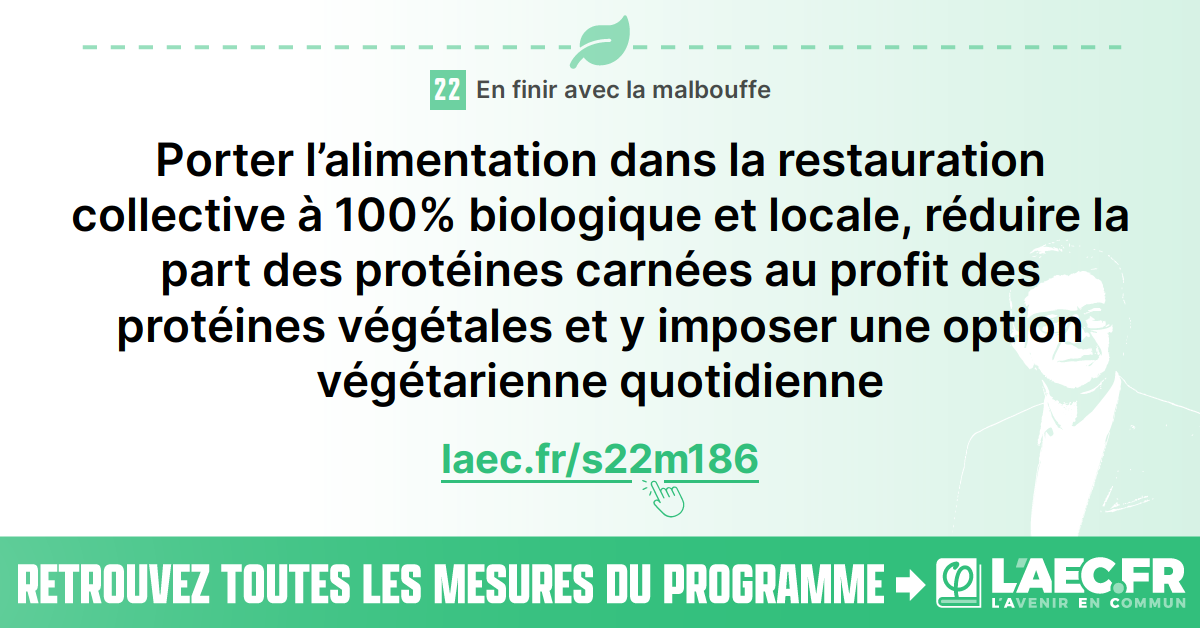 22 En finir avec la malbouffe
Porter l’alimentation dans la restauration
collective à 100% biologique et locale, réduire la
part des protéines carnées au profit des
protéines végétales et y imposer une option
végétarienne quotidienne
laec.fr/s22m186
RETROUVEZ TOUTES LES MESURES DU PROGRAMME
φ L'AEC.FR
L'AVENIR EN COMMUN